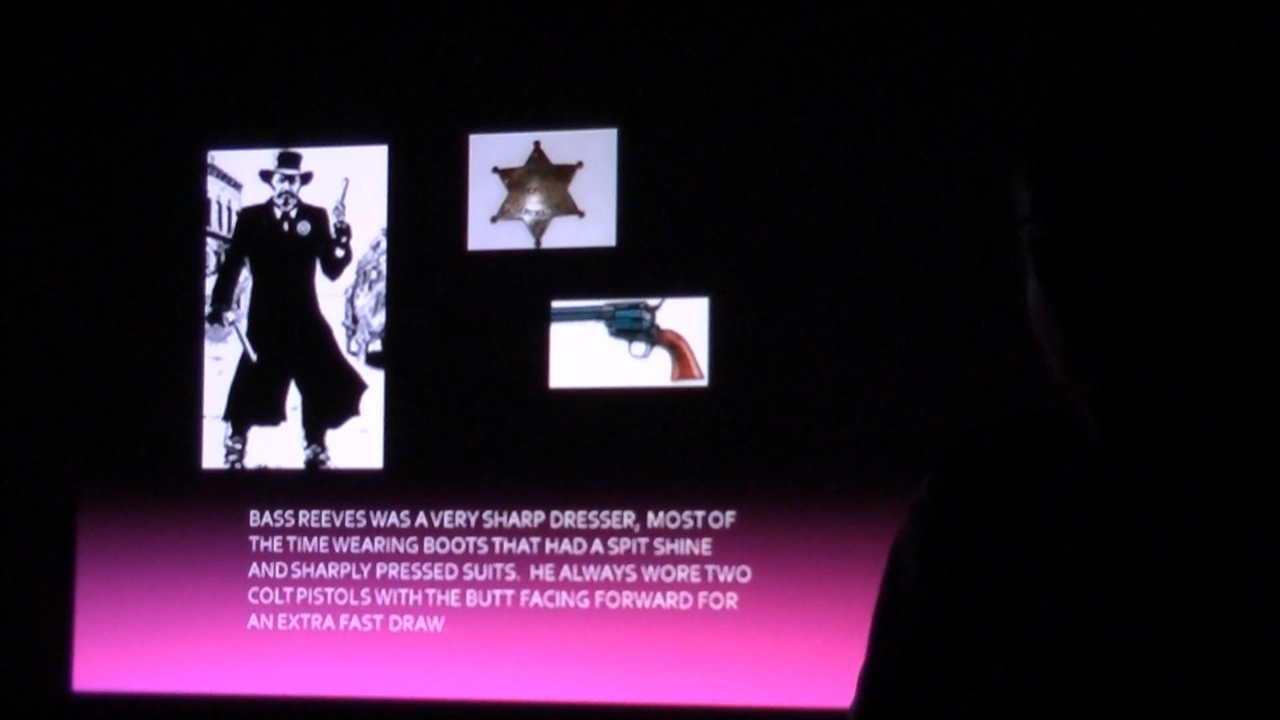 BASS REEVES WAS A VERY SHARP DRESSER, MOST OF
THE TIME WEARING BOOTS THAT HAD A SPIT SHINE
AND SHARPLY PRESSED SUITS. HE ALWAYS WORE TWO
COLT PISTOLS WITH THE BUTT FACING FORWARD FOR
AN EXTRA FAST DRAW.